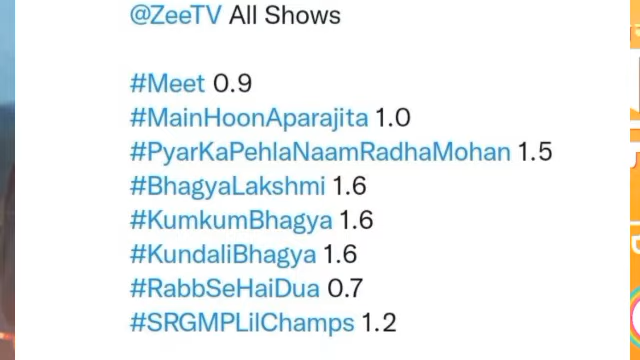 @ZeeTV All Shows
#Meet 0.9
#MainHoonAparajita 1.0
#PyarKaPehlaNaamRadhaMohan 1.5
#BhagyaLakshmi 1.6
#KumkumBhagya 1.6
#KundaliBhagya 1.6
#RabbSeHaiDua 0.7
#SRGMPLilChamps 1.2